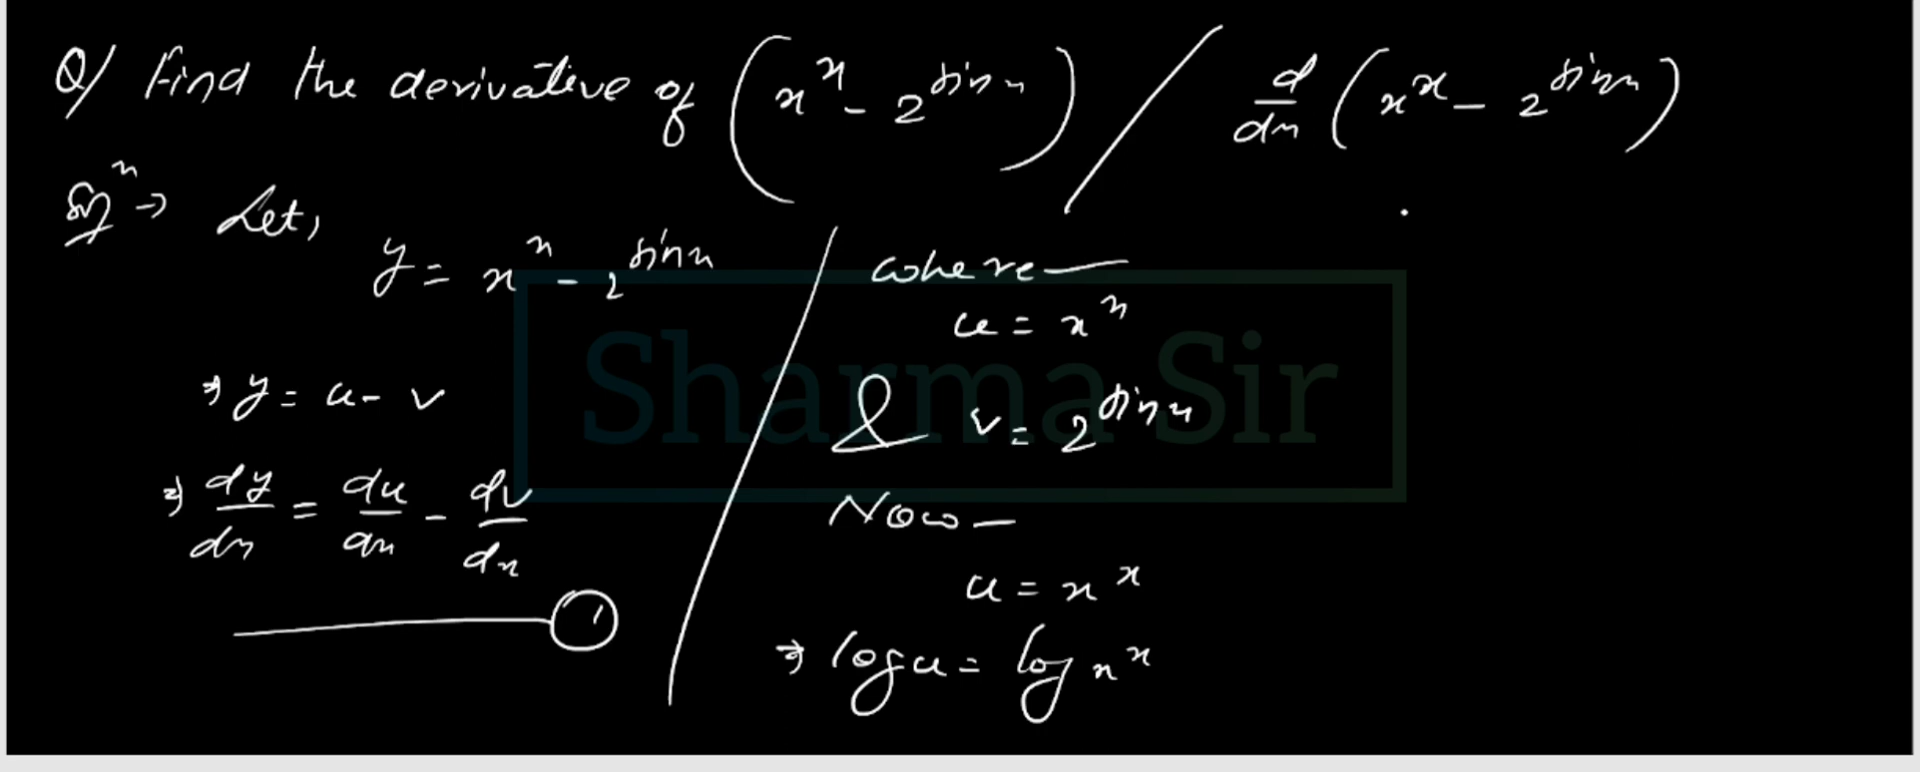 Q/ Find the derivative of (x^x - 2^sinx) / d/dx (x^x - 2^sinx)
Sol^n → Let,
y = x^x - 2^sinx
⇒ y = u - v
⇒ dy/dx = du/dx - dv/dx
①
where —
u = x^x
& v = 2^sinx
Now —
u = x^x
⇒ log u = log x^x
Sharma Sir